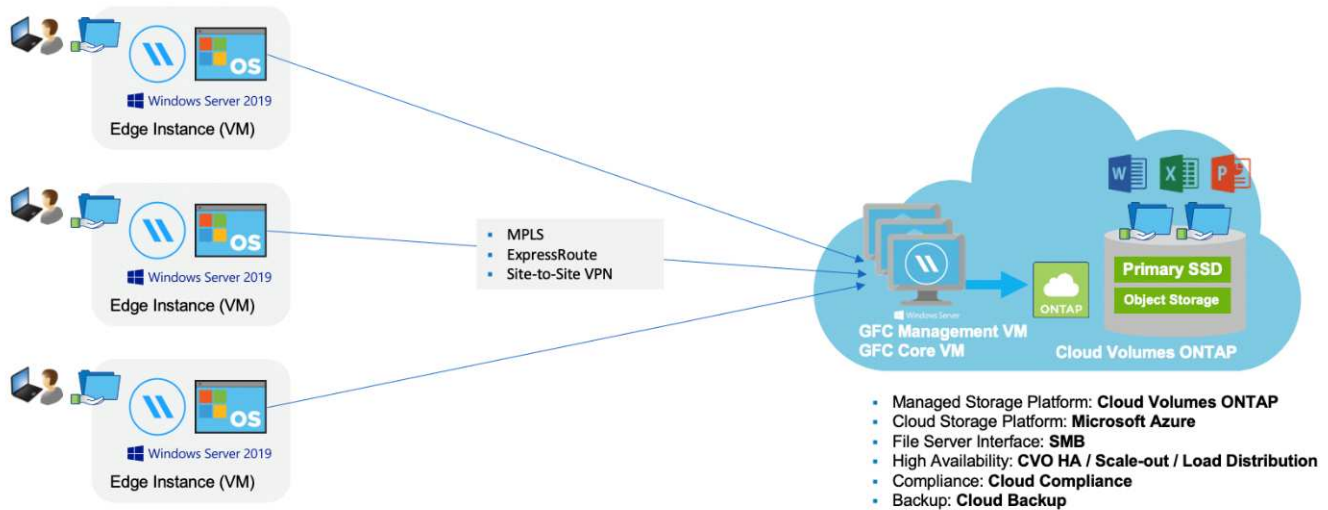 OS
Windows Server 2019
Edge Instance (VM)
OS
Windows Server 2019
Edge Instance (VM)
OS
Windows Server 2019
Edge Instance (VM)
▪ MPLS
▪ ExpressRoute
▪ Site-to-Site VPN
W
X
P
Primary SSD
Object Storage
ONTAP
Windows Server
GFC Management VM
GFC Core VM
Cloud Volumes ONTAP
▪ Managed Storage Platform: Cloud Volumes ONTAP
▪ Cloud Storage Platform: Microsoft Azure
▪ File Server Interface: SMB
▪ High Availability: CVO HA / Scale-out / Load Distribution
▪ Compliance: Cloud Compliance
▪ Backup: Cloud Backup